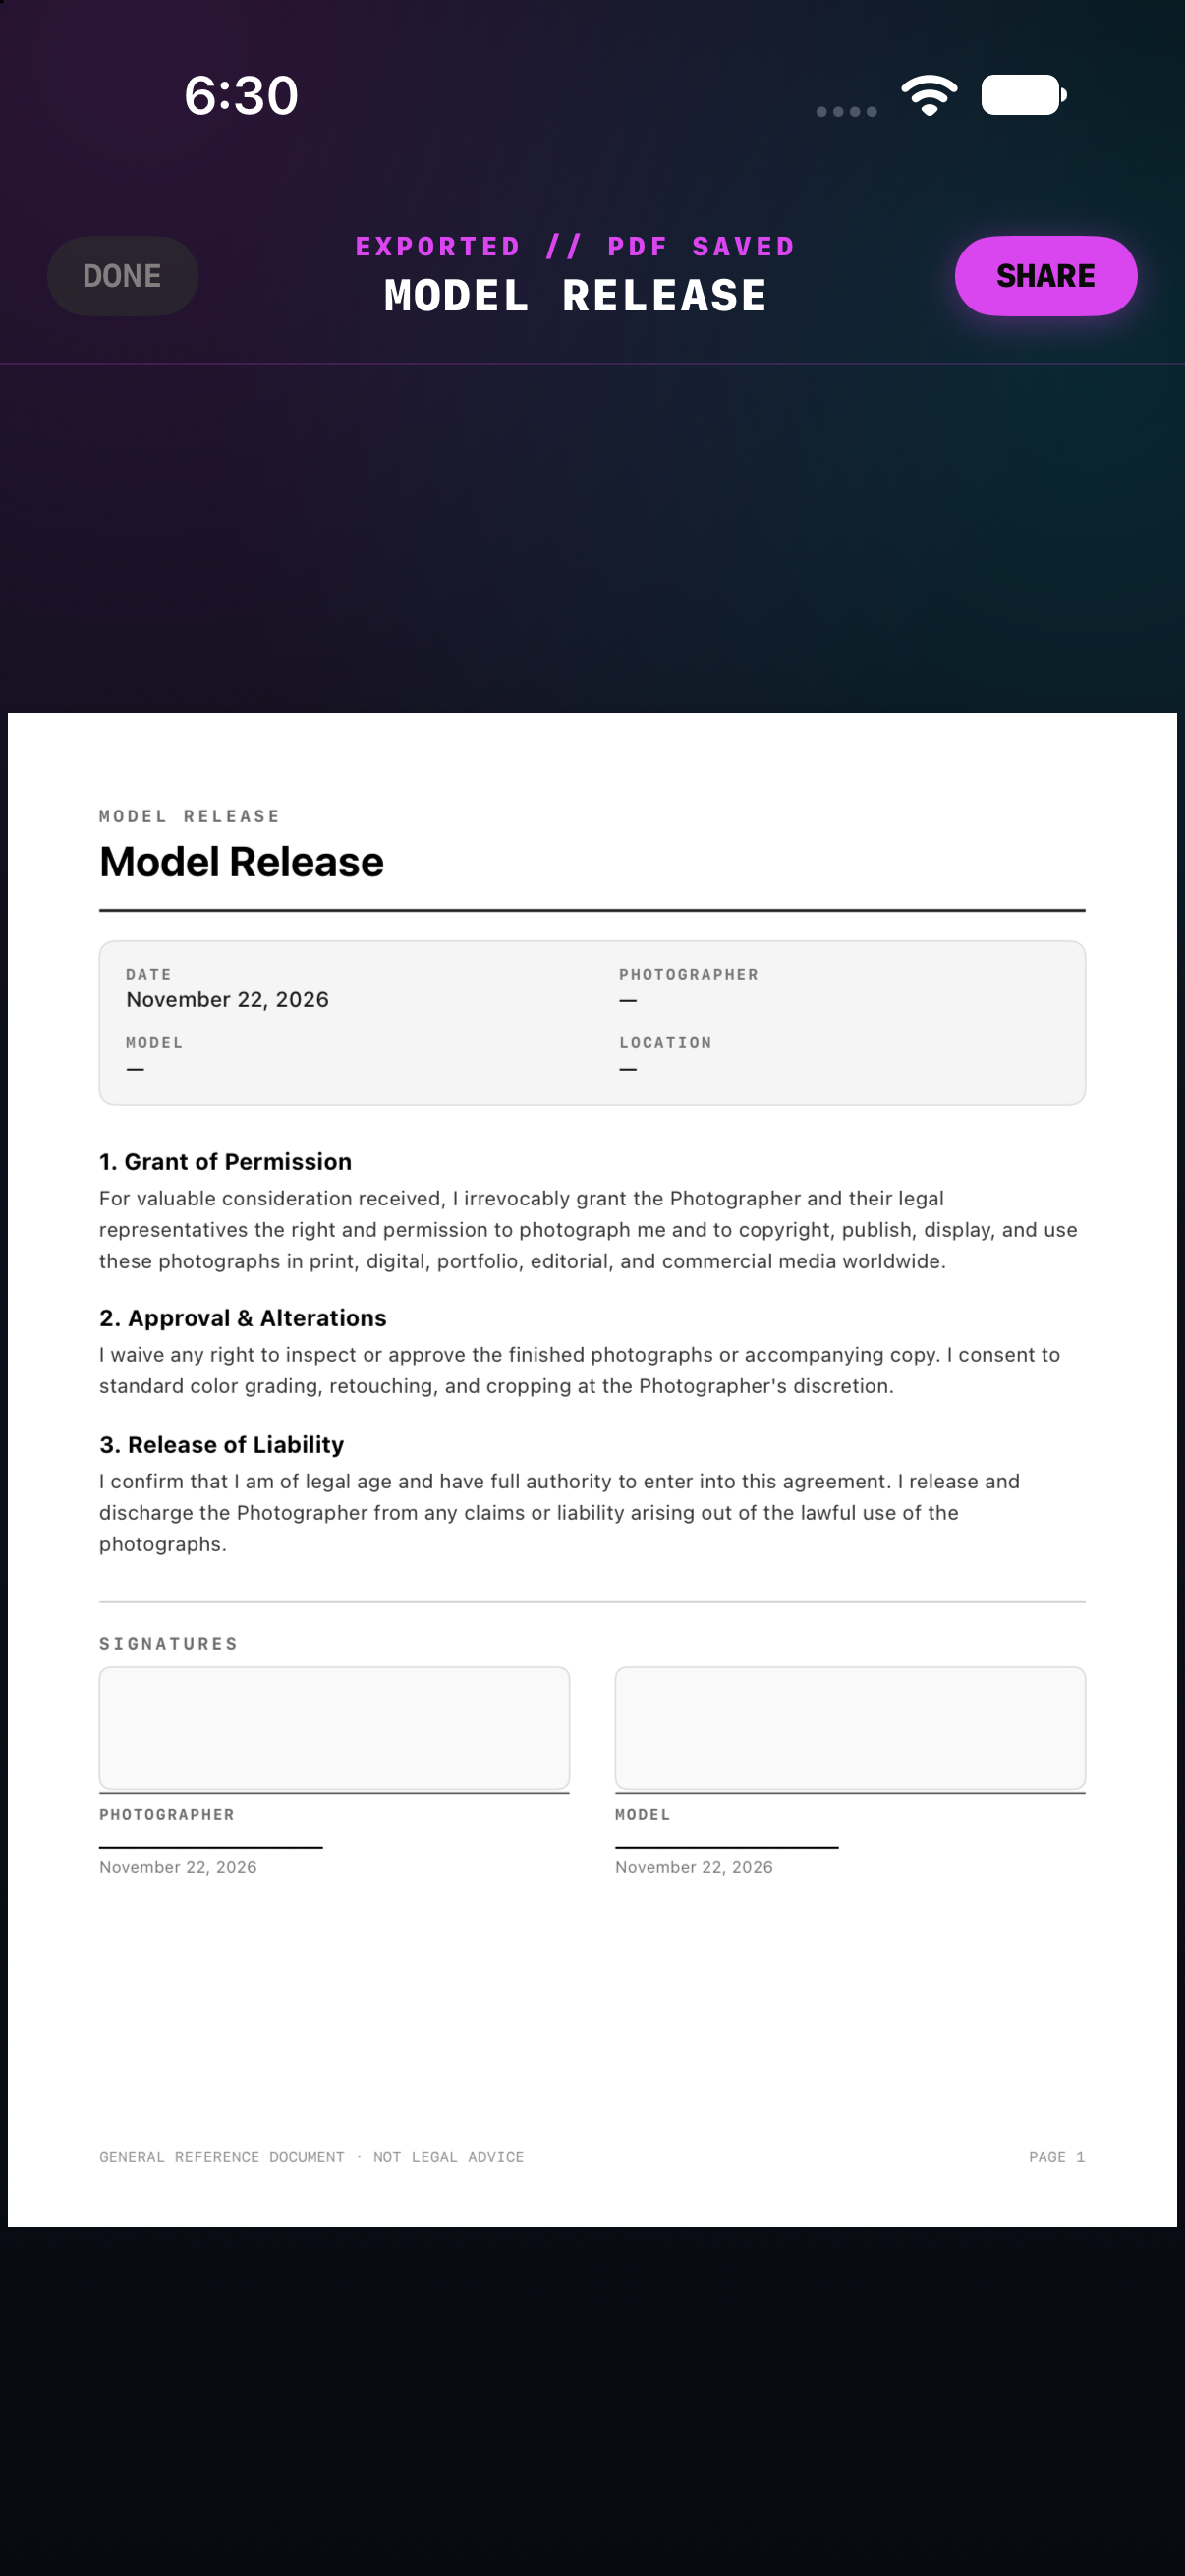 6:30
DONE
EXPORTED // PDF SAVED
MODEL RELEASE
SHARE
MODEL RELEASE
Model Release
DATE
November 22, 2026
PHOTOGRAPHER
—
MODEL
—
LOCATION
—
1. Grant of Permission
For valuable consideration received, I irrevocably grant the Photographer and their legal
representatives the right and permission to photograph me and to copyright, publish, display, and use
these photographs in print, digital, portfolio, editorial, and commercial media worldwide.
2. Approval & Alterations
I waive any right to inspect or approve the finished photographs or accompanying copy. I consent to
standard color grading, retouching, and cropping at the Photographer's discretion.
3. Release of Liability
I confirm that I am of legal age and have full authority to enter into this agreement. I release and
discharge the Photographer from any claims or liability arising out of the lawful use of the
photographs.
SIGNATURES
PHOTOGRAPHER
November 22, 2026
MODEL
November 22, 2026
GENERAL REFERENCE DOCUMENT · NOT LEGAL ADVICE
PAGE 1